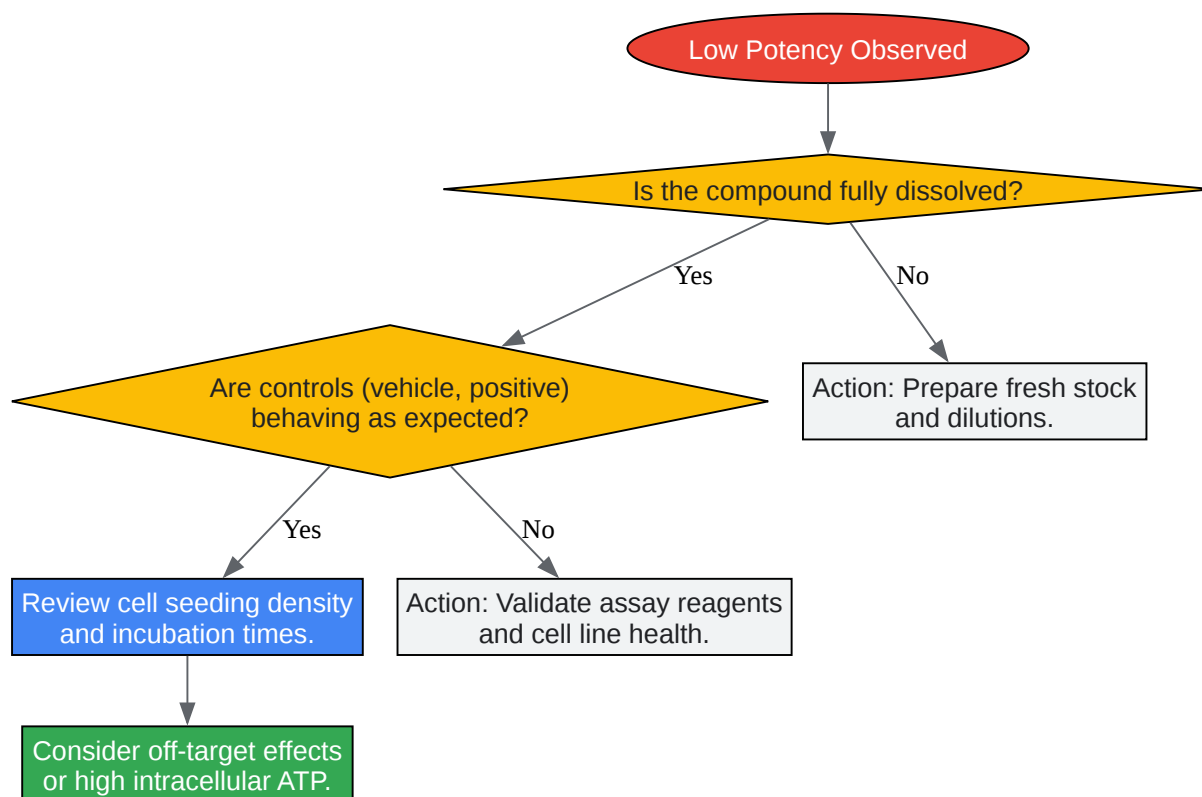 Low Potency Observed
Is the compound fully dissolved?
Yes
No
Are controls (vehicle, positive)
behaving as expected?
Action: Prepare fresh stock
and dilutions.
Yes
No
Review cell seeding density
and incubation times.
Action: Validate assay reagents
and cell line health.
Consider off-target effects
or high intracellular ATP.